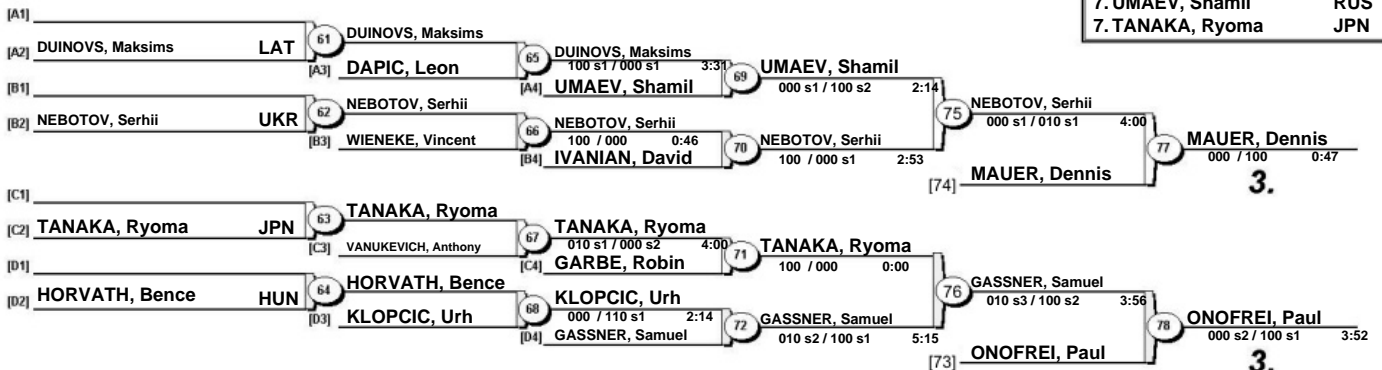 7. UMAEV, Shamil RUS
7. TANAKA, Ryoma JPN
[A1]
[A2] DUINOVS, Maksims LAT
61 DUINOVS, Maksims
[A3] DAPIC, Leon
65 DUINOVS, Maksims
100 s1 / 000 s1 3:31
[A4] UMAEV, Shamil
69 UMAEV, Shamil
000 s1 / 100 s2 2:14
[B1]
[B2] NEBOTOV, Serhii UKR
62 NEBOTOV, Serhii
[B3] WIENEKE, Vincent
66 NEBOTOV, Serhii
100 / 000 0:46
[B4] IVANIAN, David
70 NEBOTOV, Serhii
100 / 000 s1 2:53
75 NEBOTOV, Serhii
000 s1 / 010 s1 4:00
[74] MAUER, Dennis
77 MAUER, Dennis
000 / 100 0:47
3.
[C1]
[C2] TANAKA, Ryoma JPN
63 TANAKA, Ryoma
[C3] VANUKEVICH, Anthony
67 TANAKA, Ryoma
010 s1 / 000 s2 4:00
[C4] GARBE, Robin
71 TANAKA, Ryoma
100 / 000 0:00
[D1]
[D2] HORVATH, Bence HUN
64 HORVATH, Bence
[D3] KLOPCIC, Urh
68 KLOPCIC, Urh
000 / 110 s1 2:14
[D4] GASSNER, Samuel
72 GASSNER, Samuel
010 s2 / 100 s1 5:15
76 GASSNER, Samuel
010 s3 / 100 s2 3:56
[73] ONOFREI, Paul
78 ONOFREI, Paul
000 s2 / 100 s1 3:52
3.